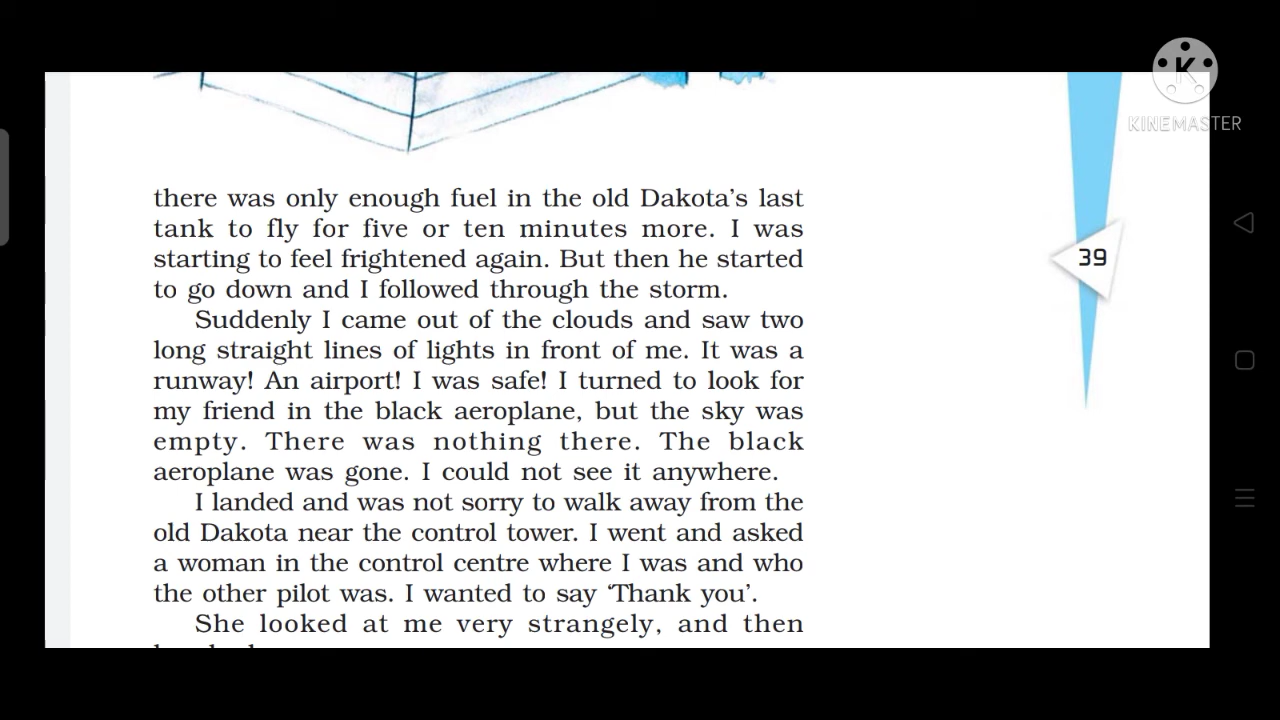 KINEMASTER
there was only enough fuel in the old Dakota's last
tank to fly for five or ten minutes more. I was
starting to feel frightened again. But then he started
to go down and I followed through the storm.
39
Suddenly I came out of the clouds and saw two
long straight lines of lights in front of me. It was a
runway! An airport! I was safe! I turned to look for
my friend in the black aeroplane, but the sky was
empty. There was nothing there. The black
aeroplane was gone. I could not see it anywhere.
I landed and was not sorry to walk away from the
old Dakota near the control tower. I went and asked
a woman in the control centre where I was and who
the other pilot was. I wanted to say ‘Thank you’.
She looked at me very strangely, and then